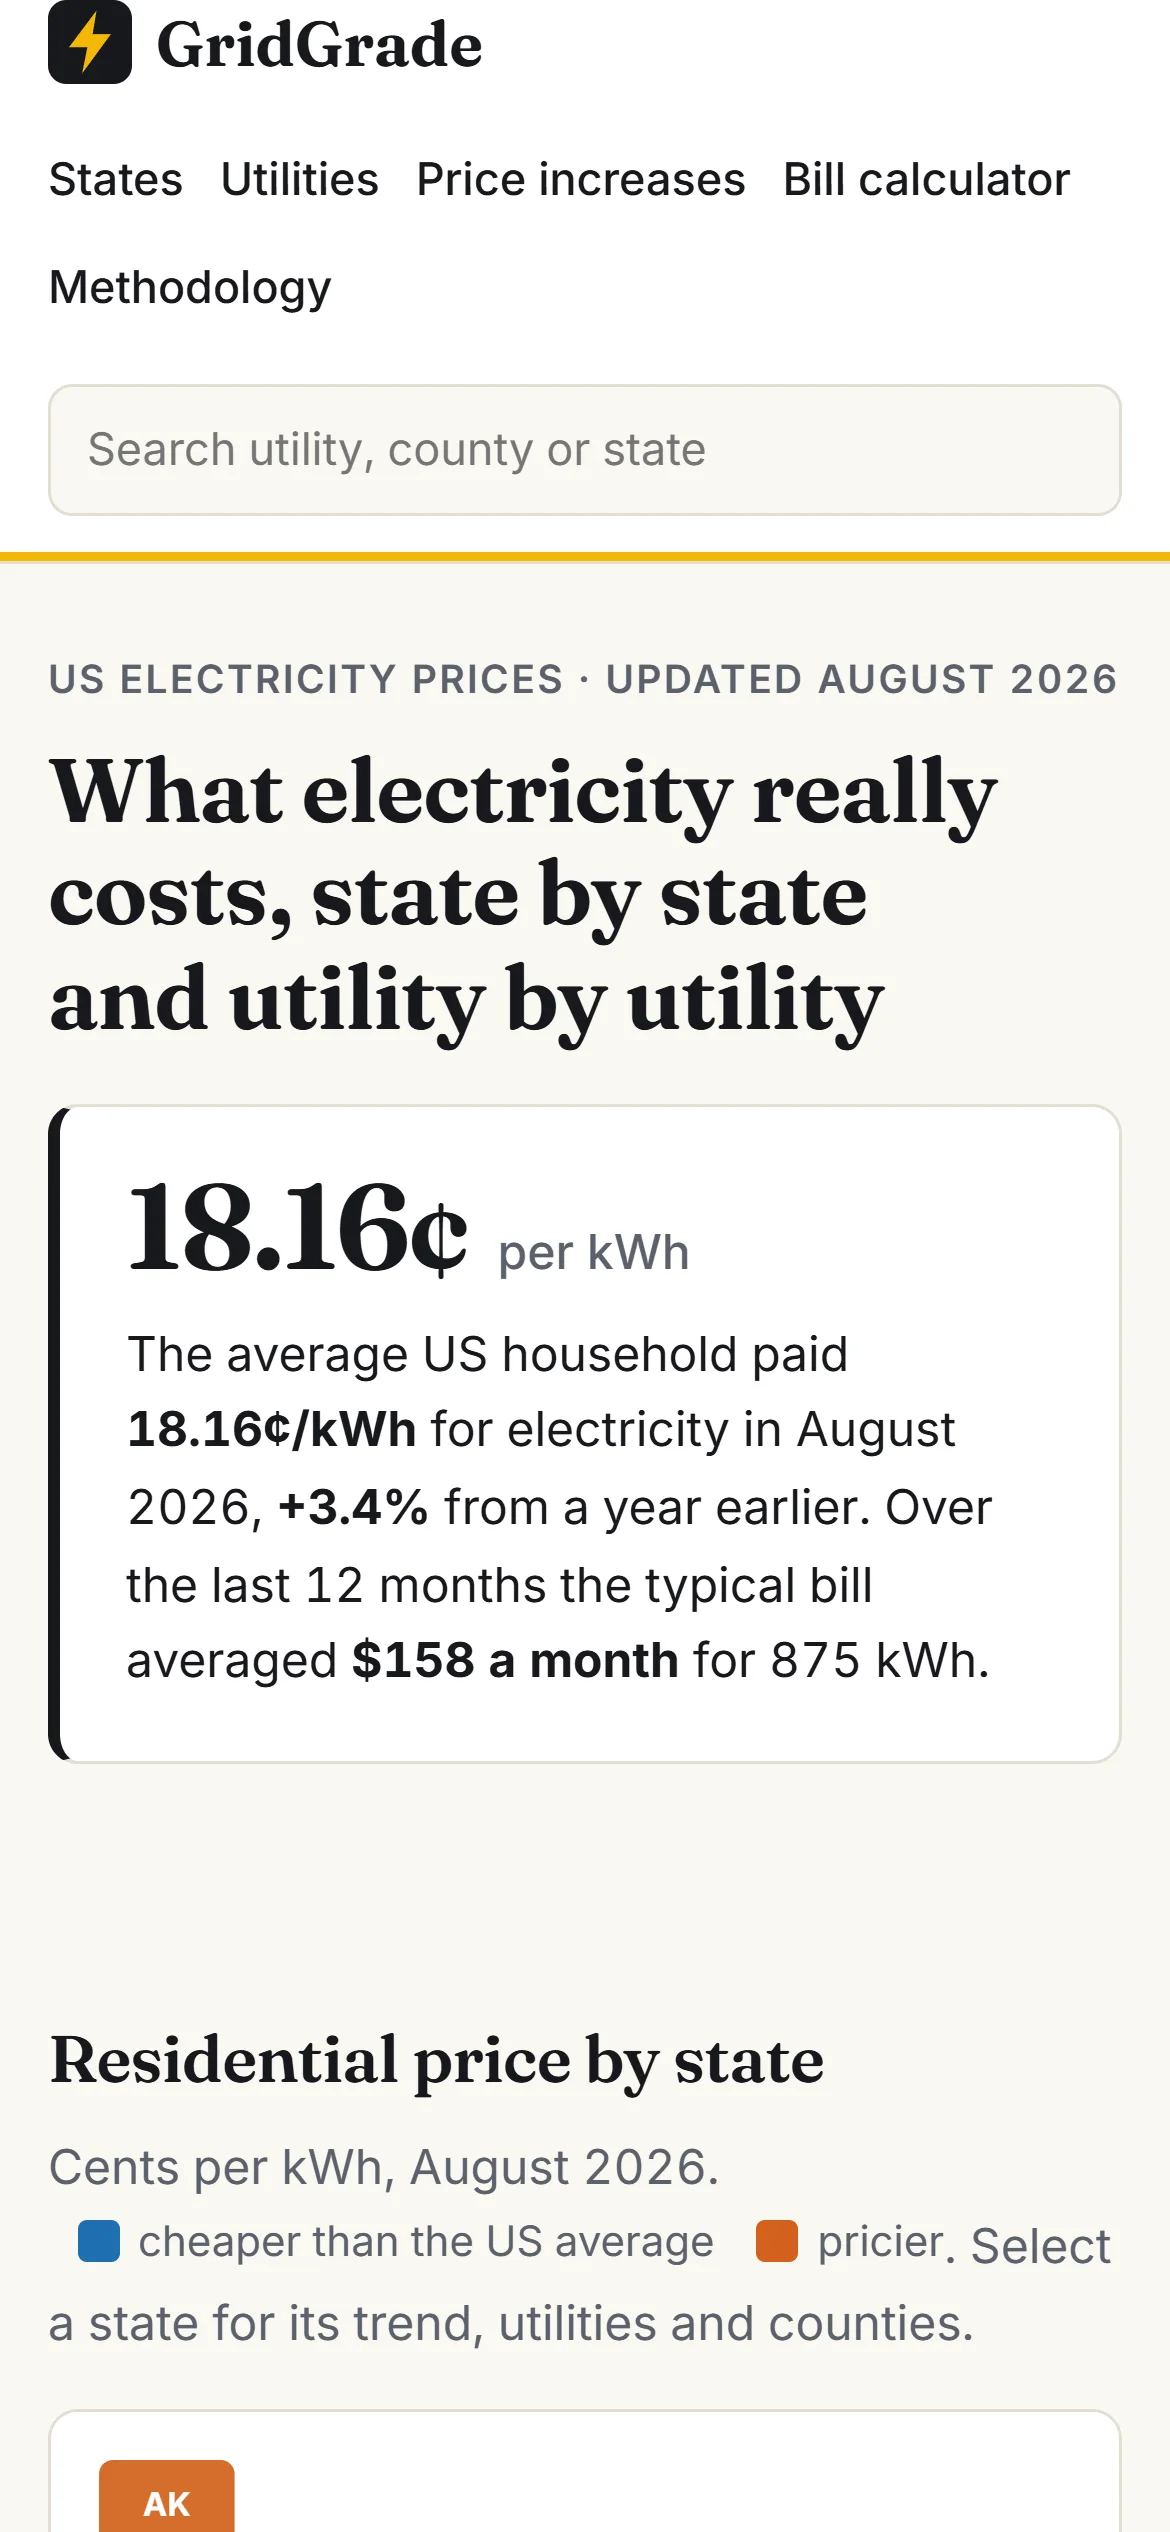 GridGrade
States Utilities Price increases Bill calculator
Methodology
Search utility, county or state
US ELECTRICITY PRICES · UPDATED AUGUST 2026
What electricity really
costs, state by state
and utility by utility
18.16¢ per kWh
The average US household paid
18.16¢/kWh for electricity in August
2026, +3.4% from a year earlier. Over
the last 12 months the typical bill
averaged $158 a month for 875 kWh.
Residential price by state
Cents per kWh, August 2026.
cheaper than the US average pricier. Select
a state for its trend, utilities and counties.
AK